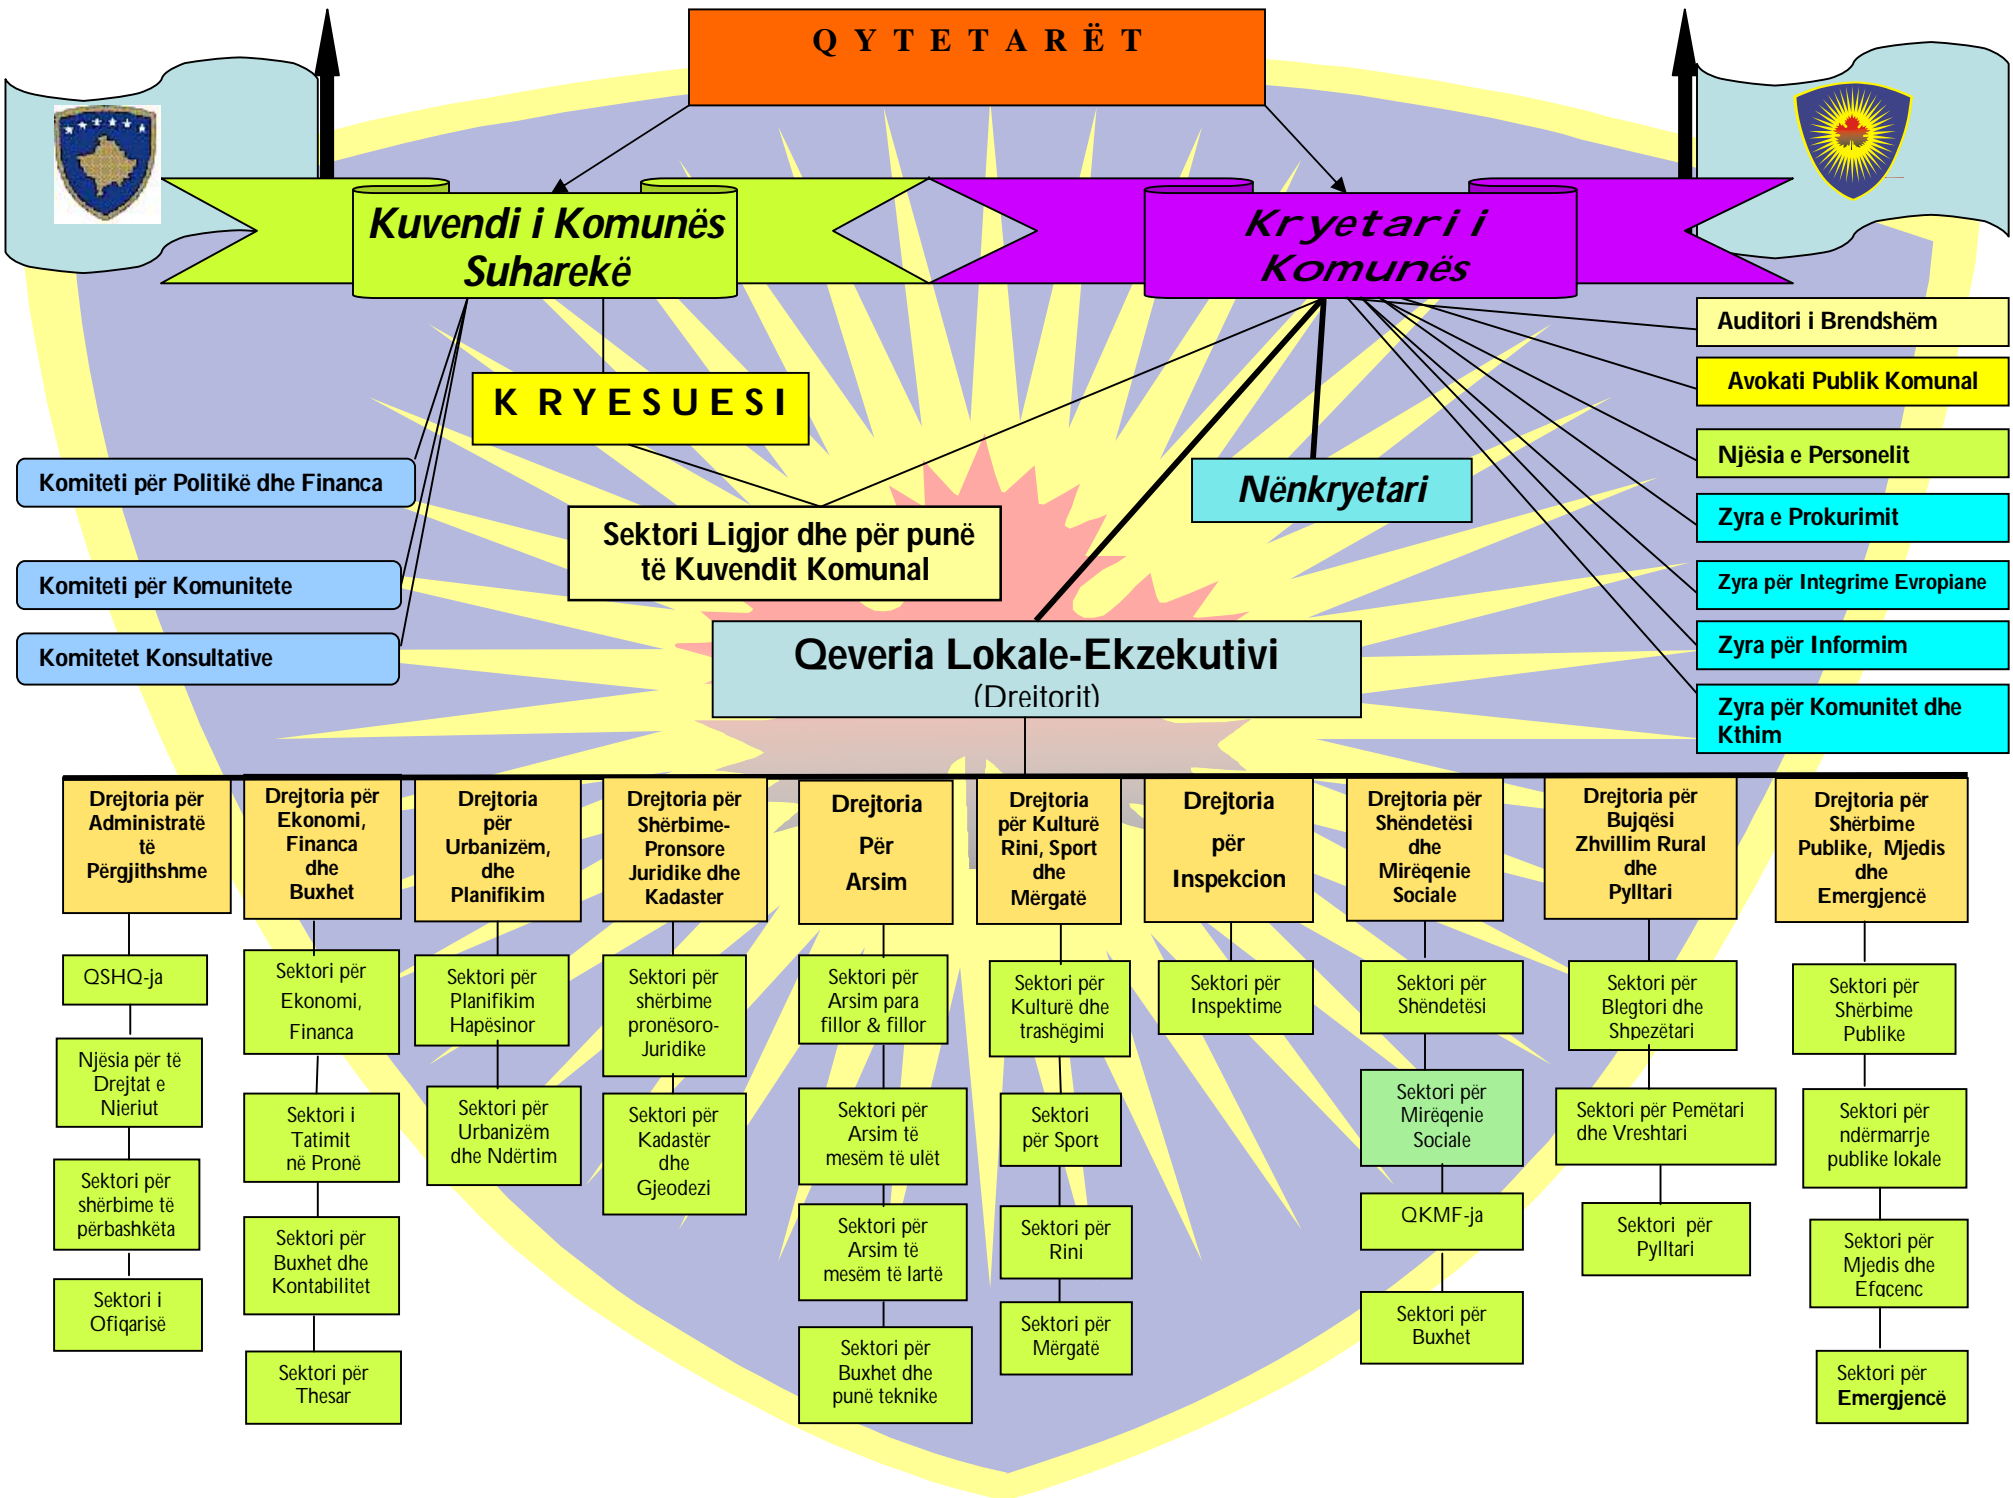 Q Y T E T A R Ë T
Kuvendi i Komunës
Suharekë
Kryetari i
Komunës
Auditori i Brendshëm
Avokati Publik Komunal
Njësia e Personelit
Zyra e Prokurimit
Zyra për Integrime Evropiane
Zyra për Informim
Zyra për Komunitet dhe
Kthim
K R Y E S U E S I
Nënkryetari
Komiteti për Politikë dhe Financa
Komiteti për Komunitete
Komitetet Konsultative
Sektori Ligjor dhe për punë
të Kuvendit Komunal
Qeveria Lokale-Ekzekutivi
(Dreitorit)
Drejtoria për
Administratë
të
Përgjithshme
QSHQ-ja
Njësia për të
Drejtat e
Nieriut
Sektori për
shërbime të
përbashkëta
Sektori i
Ofiqarisë
Drejtoria për
Ekonomi,
Financa
dhe
Buxhet
Sektori për
Ekonomi,
Financa
Sektori i
Tatimit
në Pronë
Sektori për
Buxhet dhe
Kontabilitet
Sektori për
Thesar
Drejtoria
për
Urbanizëm,
dhe
Planifikim
Sektori për
Planifikim
Hapësinor
Sektori për
Urbanizëm
dhe Ndërtim
Drejtoria për
Shërbime-
Pronsore
Juridike dhe
Kadaster
Sektori për
shërbime
pronësoro-
Juridike
Sektori për
Kadastër
dhe
Gjeodezi
Drejtoria
Për
Arsim
Sektori për
Arsim para
fillor & fillor
Sektori për
Arsim të
mesëm të ulët
Sektori për
Arsim të
mesëm të lartë
Sektori për
Buxhet dhe
punë teknike
Drejtoria
për Kulturë
Rini, Sport
dhe
Mërgatë
Sektori për
Kulturë dhe
trashëgimi
Sektori
për Sport
Sektori për
Rini
Sektori për
Mërgatë
Drejtoria
për
Inspekcion
Sektori për
Inspektime
Drejtoria për
Shëndetësi
dhe
Mirëqenie
Sociale
Sektori për
Shëndetësi
Sektori për
Mirëqenie
Sociale
QKMF-ja
Sektori për
Buxhet
Drejtoria për
Bujqësi
Zhvillim Rural
dhe
Pylltari
Sektori për
Blegtori dhe
Shpezëtari
Sektori për Pemëtari
dhe Vreshtari
Sektori për
Pylltari
Drejtoria për
Shërbime
Publike, Mjedis
dhe
Emergjencë
Sektori për
Shërbime
Publike
Sektori për
ndërmarrje
publike lokale
Sektori për
Mjedis dhe
Efqcenc
Sektori për
Emergjencë